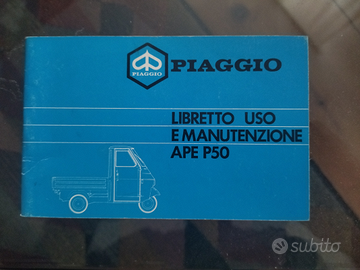 PIAGGIO
PIAGGIO
LIBRETTO USO
E MANUTENZIONE
APE P50
subito